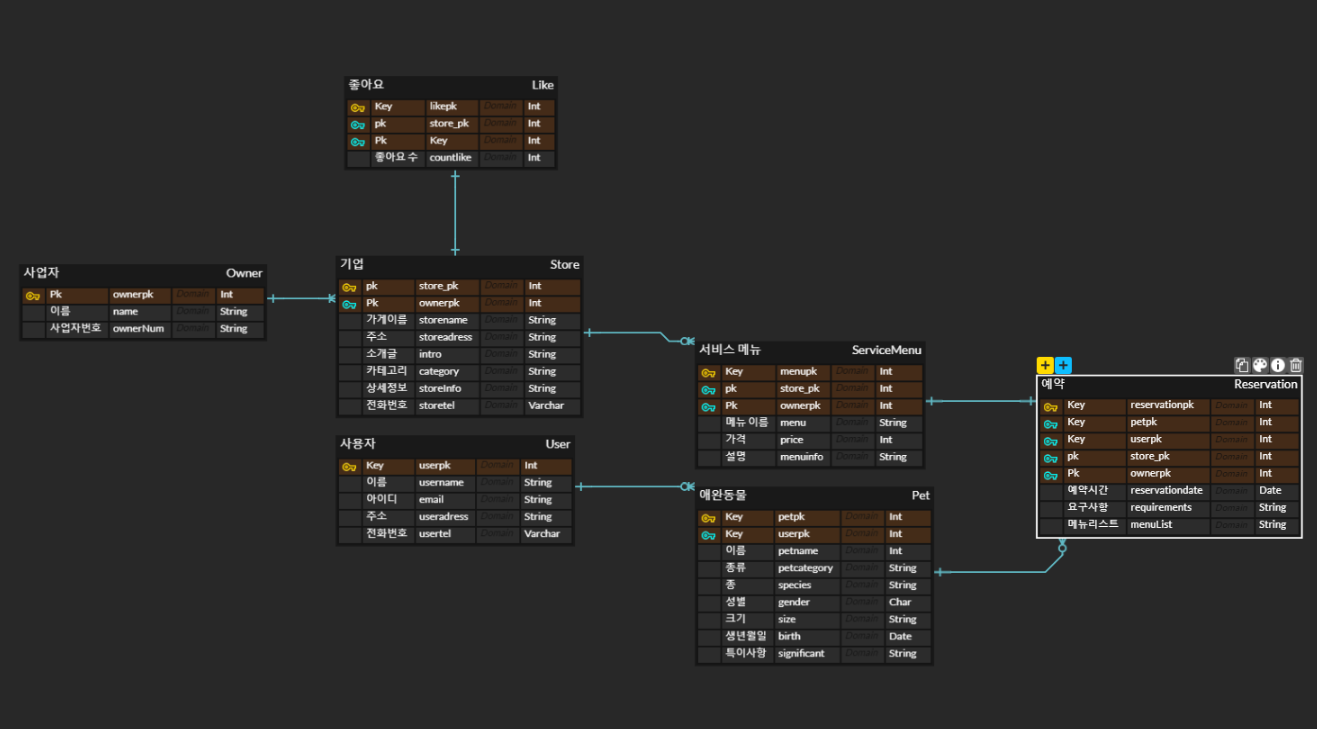 좋아요 Like
Key likepk Domain Int
pk store_pk Domain Int
Pk Key Domain Int
좋아요 수 countlike Domain Int
사업자 Owner
Pk ownerpk Domain Int
이름 name Domain String
사업자번호 ownerNum Domain String
기업 Store
pk store_pk Domain Int
Pk ownerpk Domain Int
가게이름 storename Domain String
주소 storeadress Domain String
소개글 intro Domain String
카테고리 category Domain String
상세정보 storeInfo Domain String
전화번호 storetel Domain Varchar
사용자 User
Key userpk Domain Int
이름 username Domain String
아이디 email Domain String
주소 useradress Domain String
전화번호 usertel Domain Varchar
서비스 메뉴 ServiceMenu
Key menupk Domain Int
pk store_pk Domain Int
Pk ownerpk Domain Int
메뉴 이름 menu Domain String
가격 price Domain Int
설명 menuinfo Domain String
애완동물 Pet
Key petpk Domain Int
Key userpk Domain Int
이름 petname Domain Int
종류 petcategory Domain String
종 species Domain String
성별 gender Domain Char
크기 size Domain String
생년월일 birth Domain Date
특이사항 significant Domain String
예약 Reservation
Key reservationpk Domain Int
Key petpk Domain Int
Key userpk Domain Int
pk store_pk Domain Int
Pk ownerpk Domain Int
예약시간 reservationdate Domain Date
요구사항 requirements Domain String
메뉴리스트 menuList Domain String